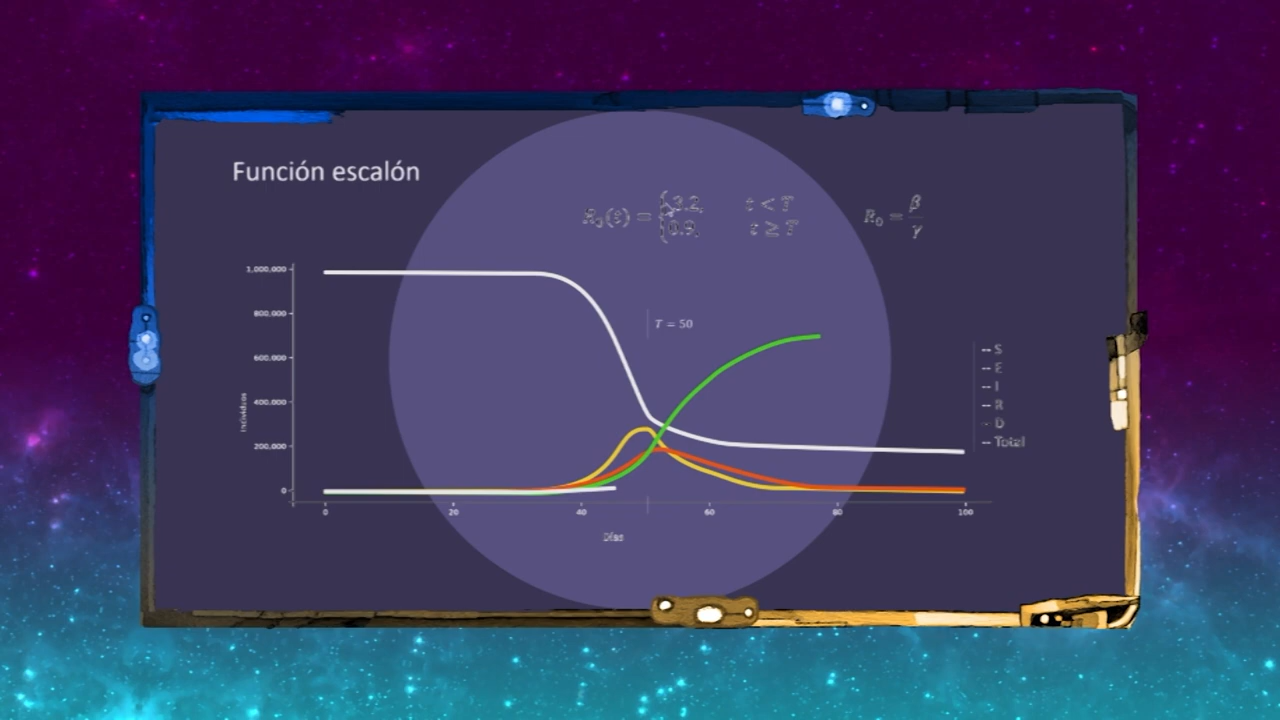 Función escalón
R₀(t) = {3.2, t < T
{0.9, t ≥ T
R₀ = β/γ
1,000,000
800,000
600,000
400,000
200,000
0
Individuos
T = 50
-- S
-- E
-- I
-- R
-- D
-- Total
0 20 40 60 80 100
Días